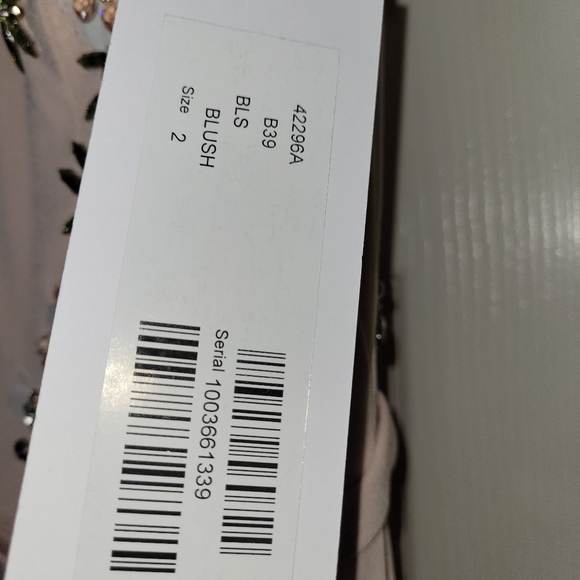 42296A
B39
BLS
BLUSH
Size 2
Serial 1003661339